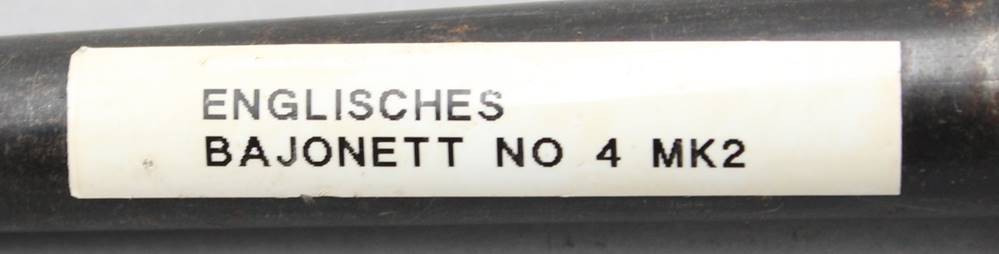 ENGLISCHES
BAJONETT NO 4 MK2